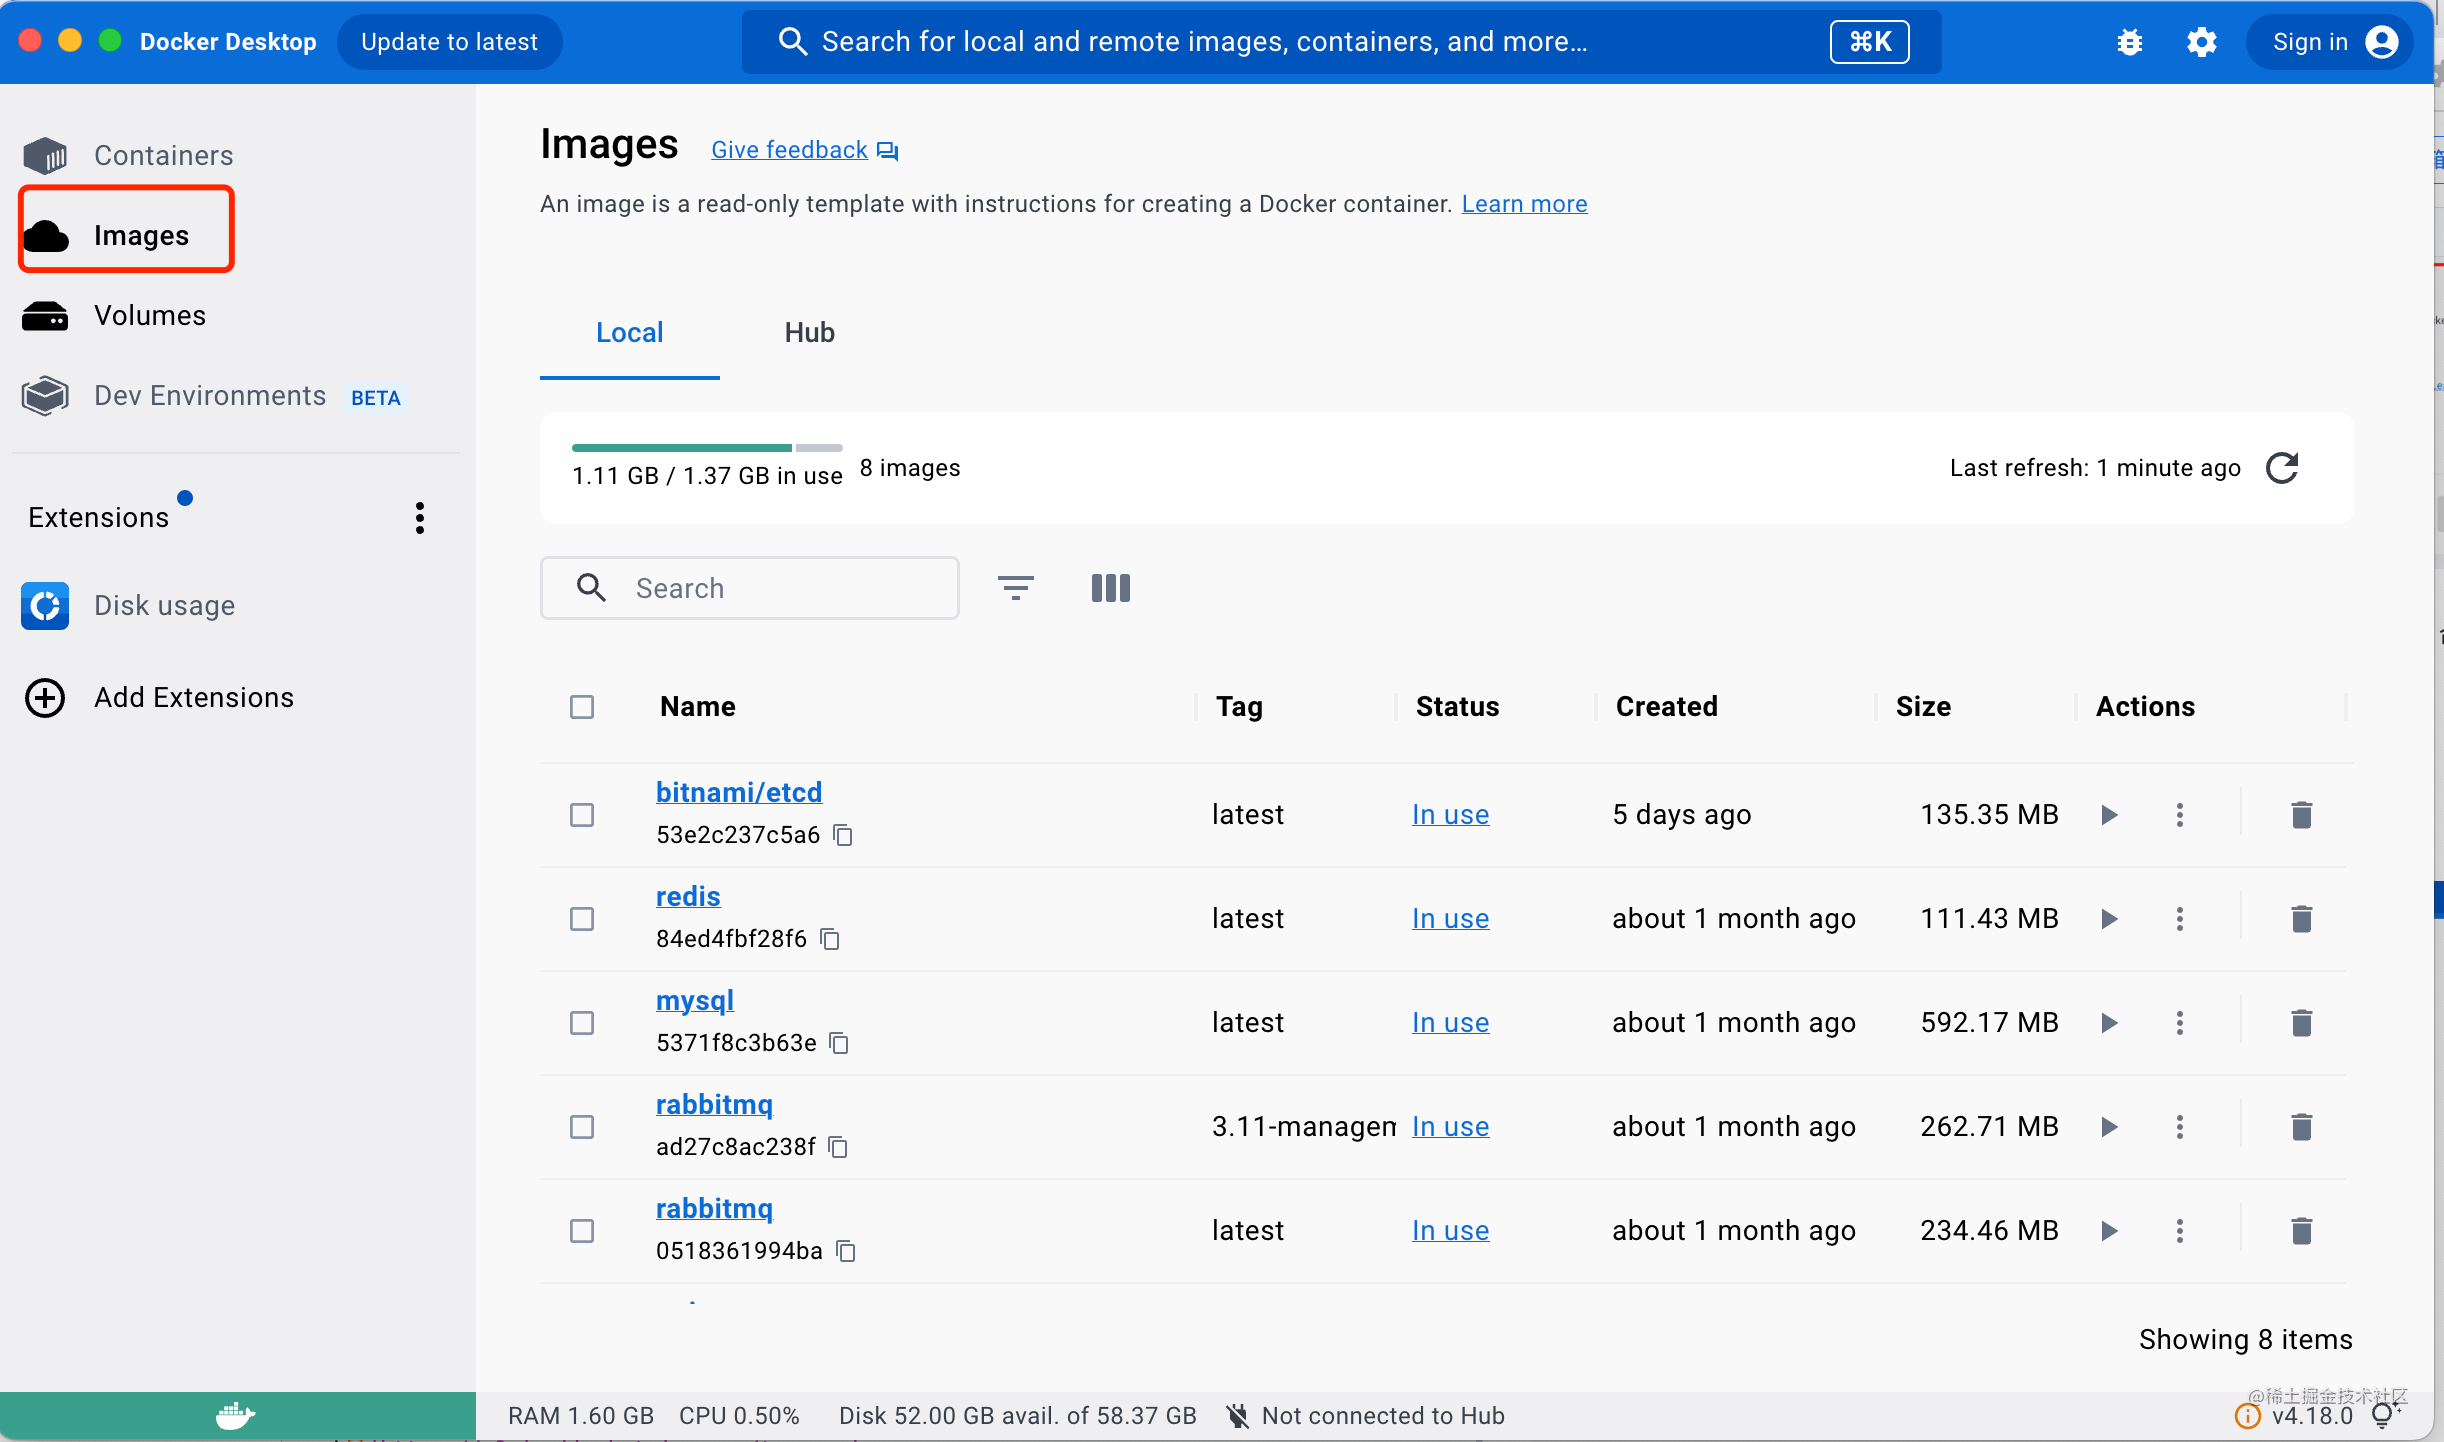 Docker Desktop
Update to latest
Search for local and remote images, containers, and more...
⌘K
Sign in
Containers
Images
Volumes
Dev Environments BETA
Extensions
Disk usage
Add Extensions
Images
Give feedback
An image is a read-only template with instructions for creating a Docker container. Learn more
Local
Hub
1.11 GB / 1.37 GB in use
8 images
Last refresh: 1 minute ago
Search
Name Tag Status Created Size Actions
bitnami/etcd
53e2c237c5a6
latest In use 5 days ago 135.35 MB
redis
84ed4fbf28f6
latest In use about 1 month ago 111.43 MB
mysql
5371f8c3b63e
latest In use about 1 month ago 592.17 MB
rabbitmq
ad27c8ac238f
3.11-managem In use about 1 month ago 262.71 MB
rabbitmq
0518361994ba
latest In use about 1 month ago 234.46 MB
Showing 8 items
RAM 1.60 GB CPU 0.50% Disk 52.00 GB avail. of 58.37 GB Not connected to Hub
@稀土掘金技术社区
v4.18.0